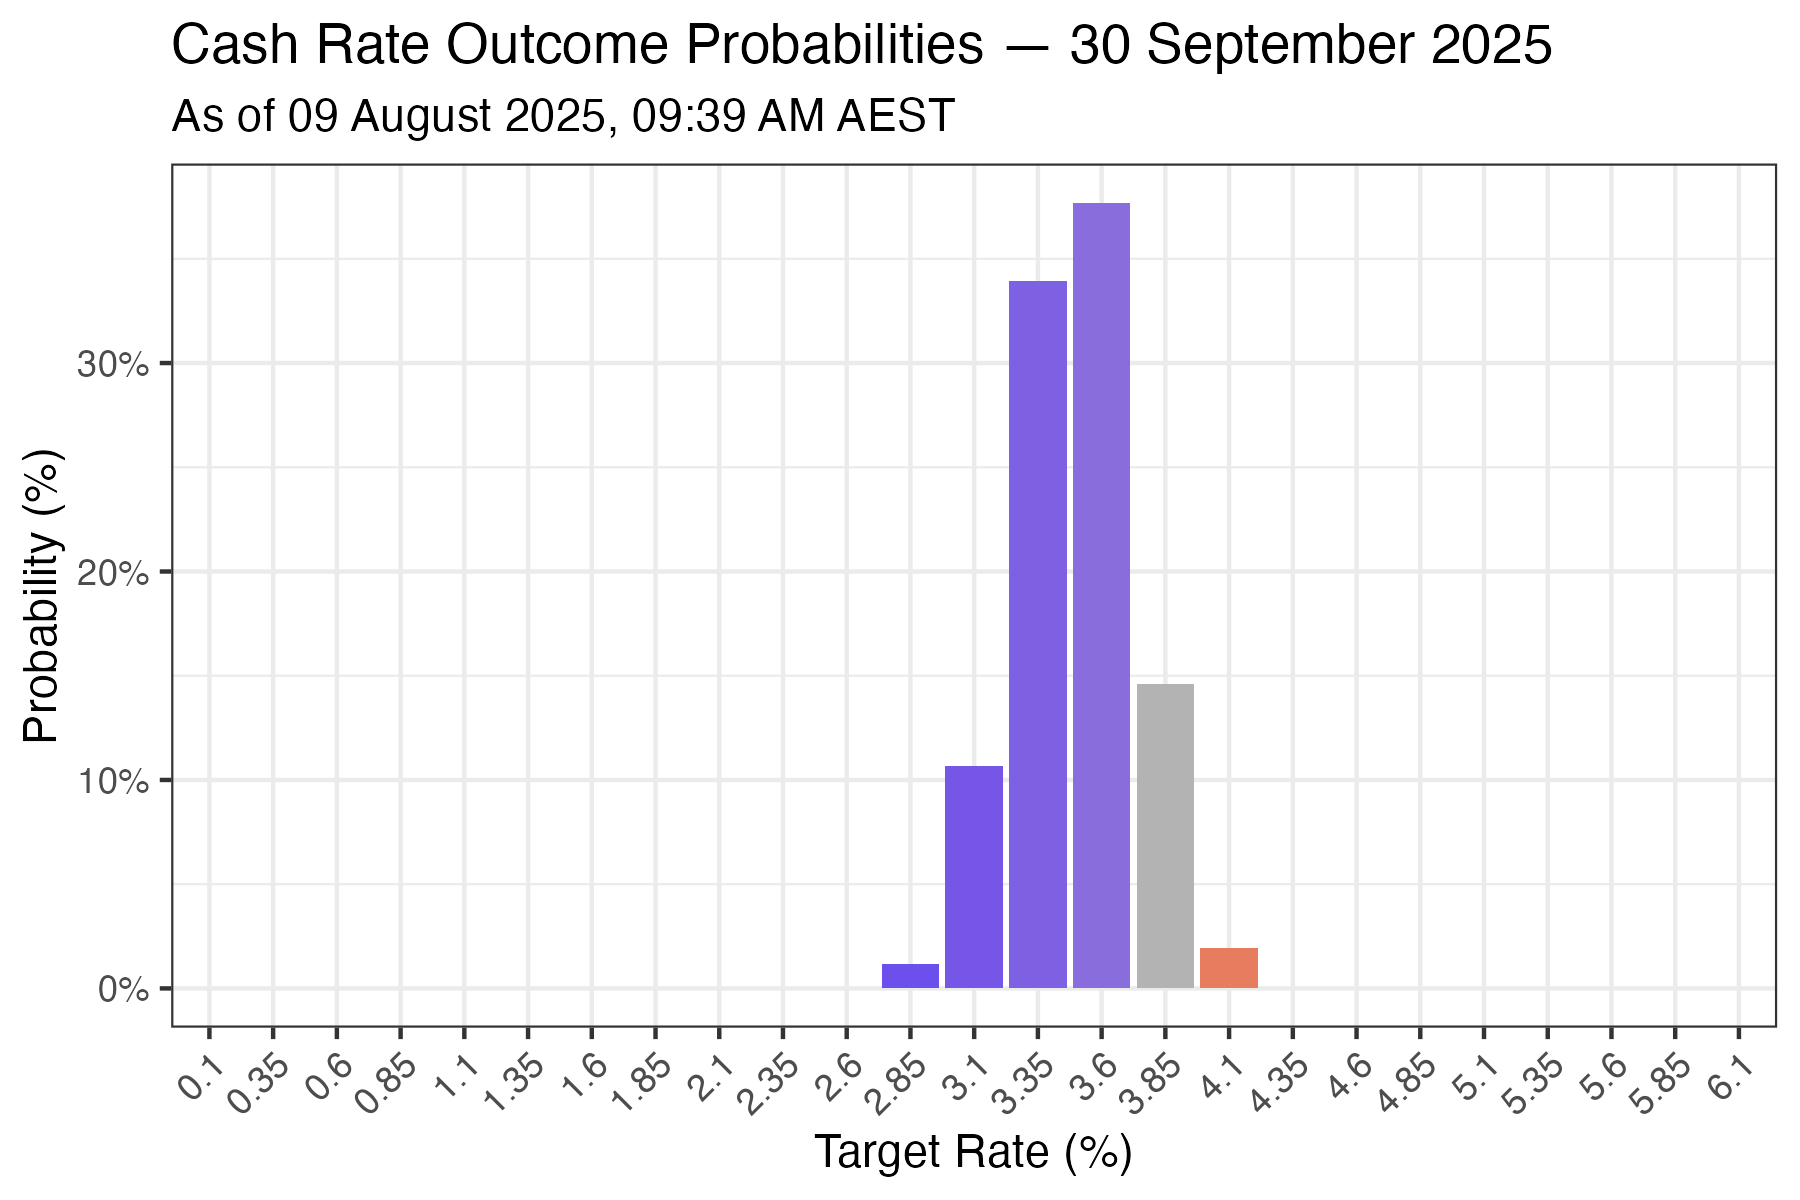 Cash Rate Outcome Probabilities — 30 September 2025
As of 09 August 2025, 09:39 AM AEST
Probability (%)
30%
20%
10%
0%
0.1 0.35 0.6 0.85 1.1 1.35 1.6 1.85 2.1 2.35 2.6 2.85 3.1 3.35 3.6 3.85 4.1 4.35 4.6 4.85 5.1 5.35 5.6 5.85 6.1
Target Rate (%)